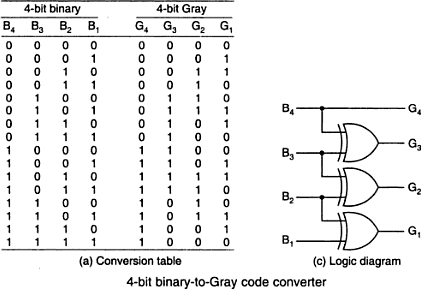 4-bit binary 4-bit Gray
B₄ B₃ B₂ B₁ G₄ G₃ G₂ G₁
0 0 0 0 0 0 0 0
0 0 0 1 0 0 0 1
0 0 1 0 0 0 1 1
0 0 1 1 0 0 1 0
0 1 0 0 0 1 1 0
0 1 0 1 0 1 1 1
0 1 1 0 0 1 0 1
0 1 1 1 0 1 0 0
1 0 0 0 1 1 0 0
1 0 0 1 1 1 0 1
1 0 1 0 1 1 1 1
1 0 1 1 1 1 1 0
1 1 0 0 1 0 1 0
1 1 0 1 1 0 1 1
1 1 1 0 1 0 0 1
1 1 1 1 1 0 0 0
(a) Conversion table
B₄ G₄
G₃
B₃
G₂
B₂
G₁
B₁
(c) Logic diagram
4-bit binary-to-Gray code converter